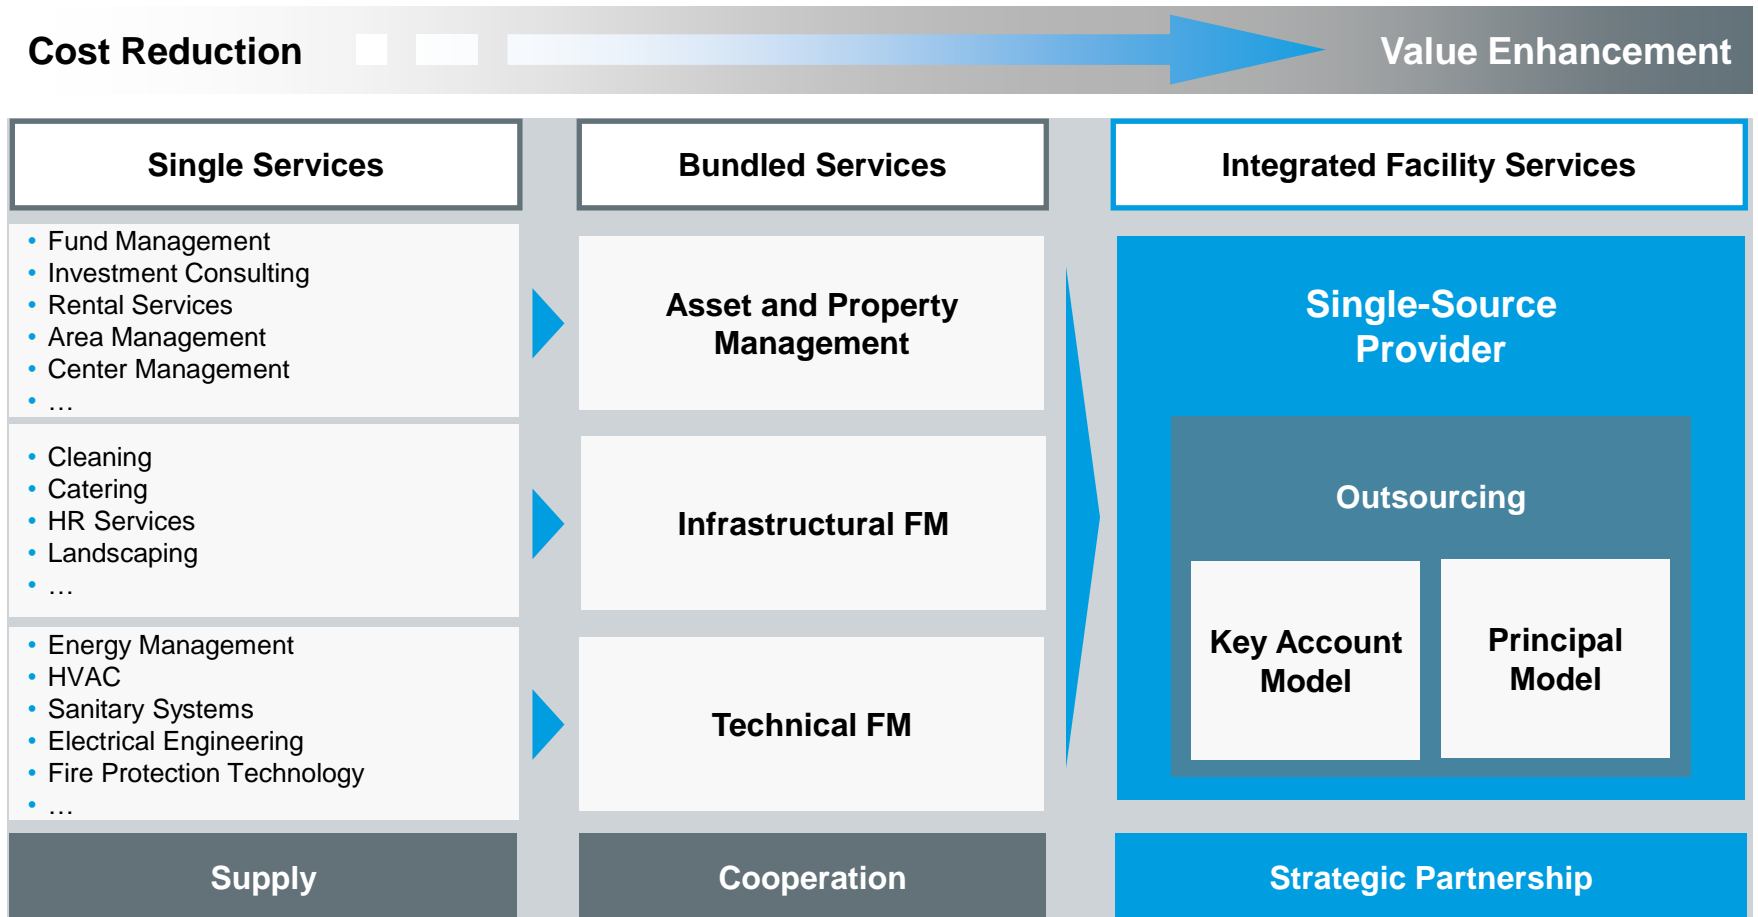 Cost Reduction
Value Enhancement
Single Services
Bundled Services
Integrated Facility Services
• Fund Management
• Investment Consulting
• Rental Services
• Area Management
• Center Management
• …
Asset and Property
Management
• Cleaning
• Catering
• HR Services
• Landscaping
• …
Infrastructural FM
• Energy Management
• HVAC
• Sanitary Systems
• Electrical Engineering
• Fire Protection Technology
• …
Technical FM
Single-Source
Provider
Outsourcing
Key Account
Model
Principal
Model
Supply
Cooperation
Strategic Partnership